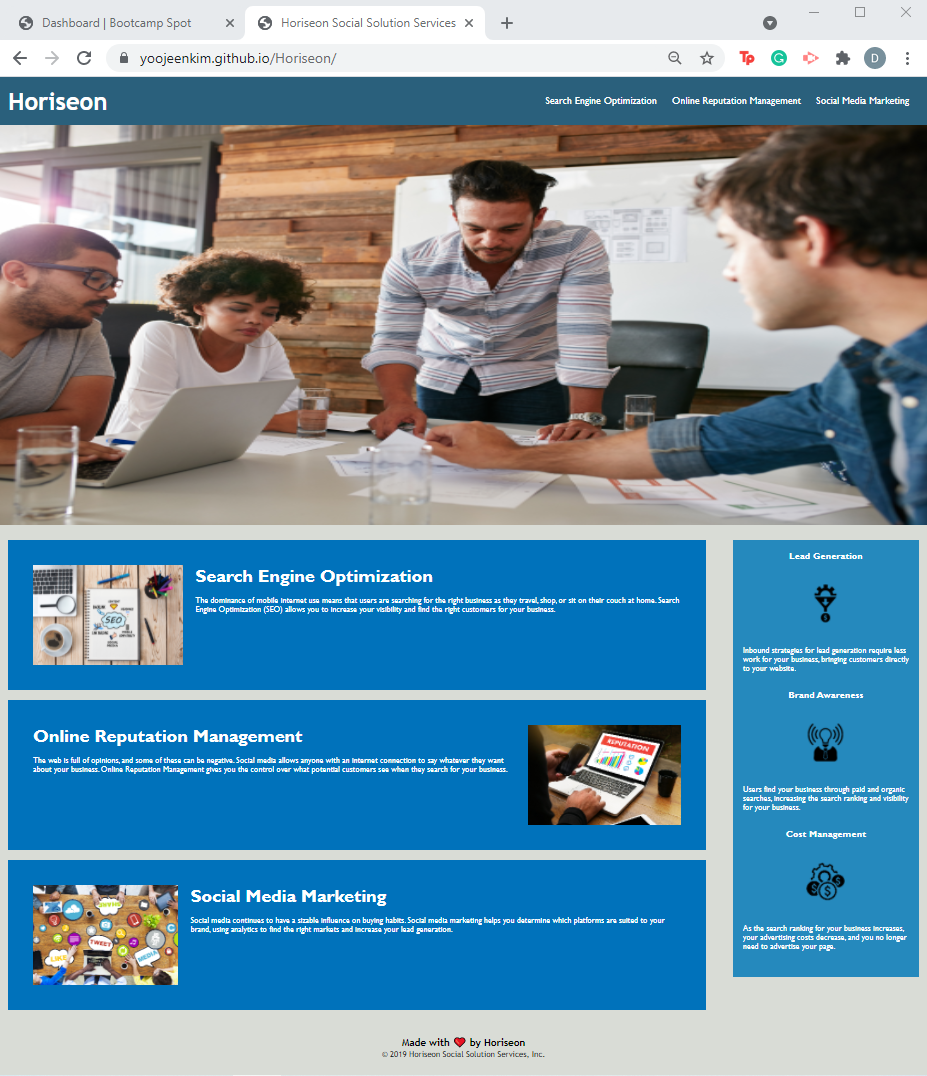 Dashboard | Bootcamp Spot
Horiseon Social Solution Services
yoojeenkim.github.io/Horiseon/
Tp
G
D
Horiseon
Search Engine Optimization
Online Reputation Management
Social Media Marketing
Search Engine Optimization
The dominance of mobile internet use means that users are searching for the right business as they travel, shop, or sit on their couch at home. Search
Engine Optimization (SEO) allows you to increase your visibility and find the right customers for your business.
SEO
Online Reputation Management
The web is full of opinions, and some of these can be negative. Social media allows anyone with an internet connection to say whatever they want
about your business. Online Reputation Management gives you the control over what potential customers see when they search for your business.
REPUTATION
Social Media Marketing
Social media continues to have a sizable influence on buying habits. Social media marketing helps you determine which platforms are suited to your
brand, using analytics to find the right markets and increase your lead generation.
TWEET
LIKE
MEDIA
Lead Generation
Inbound strategies for lead generation require less
work for your business, bringing customers directly
to your website.
Brand Awareness
Users find your business through paid and organic
searches, increasing the search ranking and visibility
for your business.
Cost Management
As the search ranking for your business increases,
your advertising costs decrease, and you no longer
need to advertise your page.
Made with ❤️ by Horiseon
© 2019 Horiseon Social Solution Services, Inc.